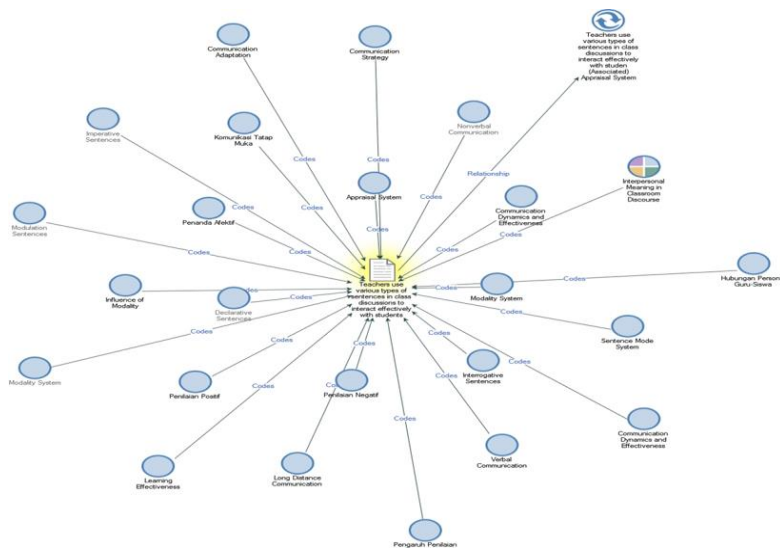 Communication
Adaptation
Communication
Strategy
Teachers use
various types of
sentences in class
discussions to
interact effectively
with studen
(Associated)
Appraisal System
Imperative
Sentences
Komunikasi Tatap
Muka
Nonverbal
Communication
Codes
Codes
Relationship
Appraisal System
Codes
Interpersonal
Meaning in
Classroom
Discourse
Modulation
Sentences
Penanda Afektif
Codes
Codes
Codes
Communication
Dynamics and
Effectiveness
Codes
Codes
Codes
Codes
Codes
Influence of
Modality
Codes
Declarative
Sentences
Codes
Teachers use
various types of
sentences in class
discussions to
interact effectively
with students
Codes
Modality System
Codes
Hubungan Person
Guru-Siswa
Codes
Codes
Sentence Mode
System
Modality System
Codes
Codes
Codes
Penilaian Postif
Codes
Penilaian Negatif
Codes
Interrogative
Sentences
Codes
Codes
Codes
Learning
Effectiveness
Long Distance
Communication
Verbal
Communication
Communication
Dynamics and
Effectiveness
Pengaruh Penilaian